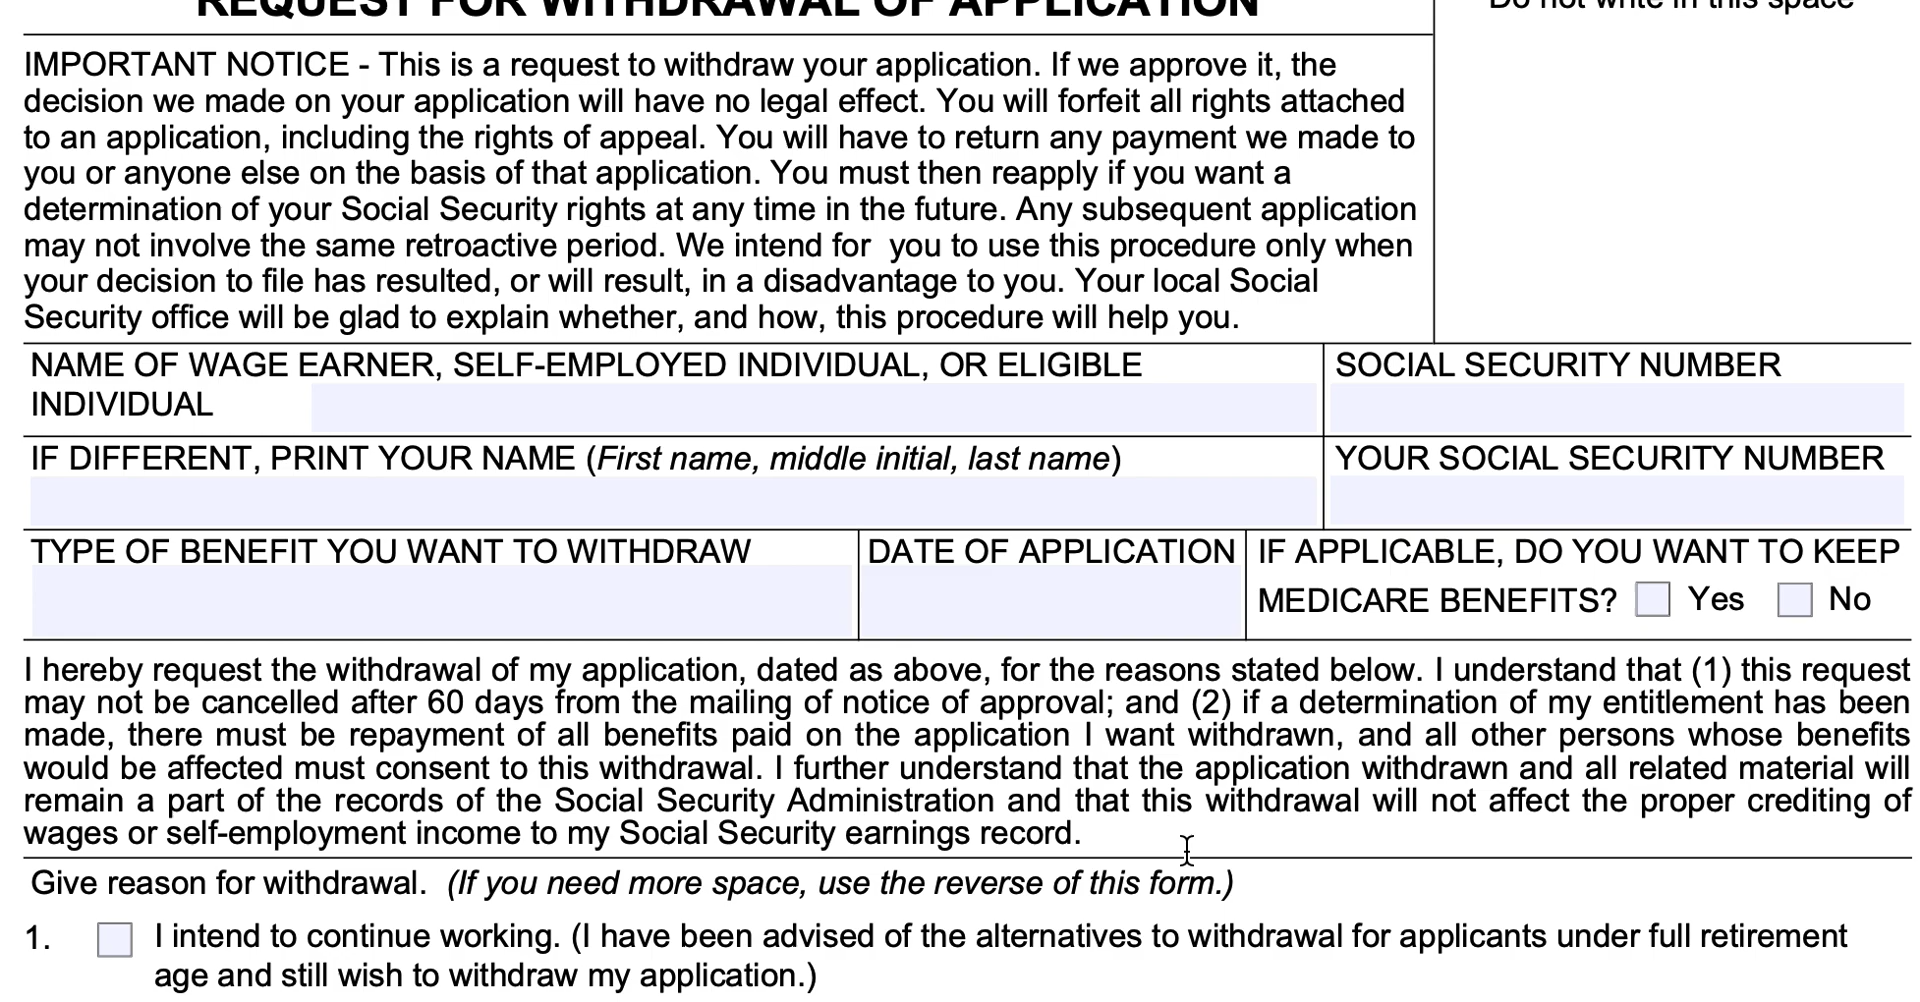 REQUEST FOR WITHDRAWAL OF APPLICATION
Do not write in this space
IMPORTANT NOTICE - This is a request to withdraw your application. If we approve it, the
decision we made on your application will have no legal effect. You will forfeit all rights attached
to an application, including the rights of appeal. You will have to return any payment we made to
you or anyone else on the basis of that application. You must then reapply if you want a
determination of your Social Security rights at any time in the future. Any subsequent application
may not involve the same retroactive period. We intend for  you to use this procedure only when
your decision to file has resulted, or will result, in a disadvantage to you. Your local Social
Security office will be glad to explain whether, and how, this procedure will help you.
NAME OF WAGE EARNER, SELF-EMPLOYED INDIVIDUAL, OR ELIGIBLE
INDIVIDUAL
SOCIAL SECURITY NUMBER
IF DIFFERENT, PRINT YOUR NAME (First name, middle initial, last name)
YOUR SOCIAL SECURITY NUMBER
TYPE OF BENEFIT YOU WANT TO WITHDRAW
DATE OF APPLICATION
IF APPLICABLE, DO YOU WANT TO KEEP
MEDICARE BENEFITS? Yes No
I hereby request the withdrawal of my application, dated as above, for the reasons stated below. I understand that (1) this request
may not be cancelled after 60 days from the mailing of notice of approval; and (2) if a determination of my entitlement has been
made, there must be repayment of all benefits paid on the application I want withdrawn, and all other persons whose benefits
would be affected must consent to this withdrawal. I further understand that the application withdrawn and all related material will
remain a part of the records of the Social Security Administration and that this withdrawal will not affect the proper crediting of
wages or self-employment income to my Social Security earnings record.
Give reason for withdrawal. (If you need more space, use the reverse of this form.)
1. I intend to continue working. (I have been advised of the alternatives to withdrawal for applicants under full retirement
age and still wish to withdraw my application.)